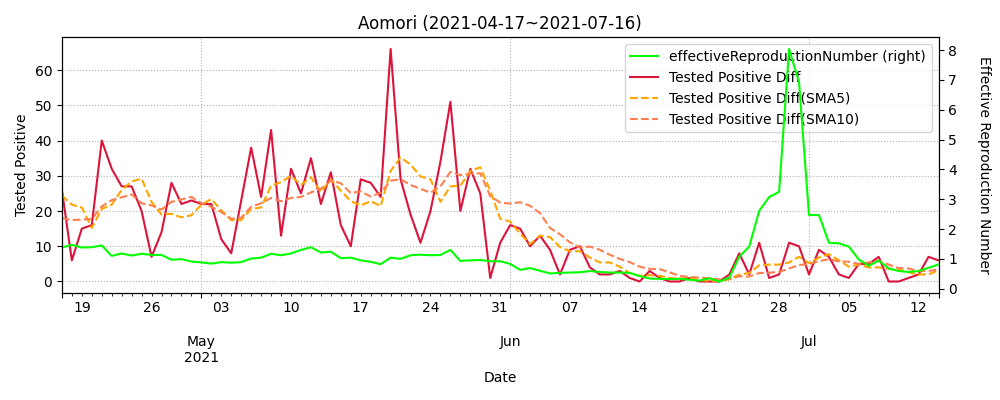 Aomori (2021-04-17~2021-07-16)
effectiveReproductionNumber (right)
Tested Positive Diff
Tested Positive Diff(SMA5)
Tested Positive Diff(SMA10)
Tested Positive
0
10
20
30
40
50
60
Effective Reproduction Number
0
1
2
3
4
5
6
7
8
19
26
03
10
17
24
31
07
14
21
28
05
12
May
2021
Jun
Jul
Date